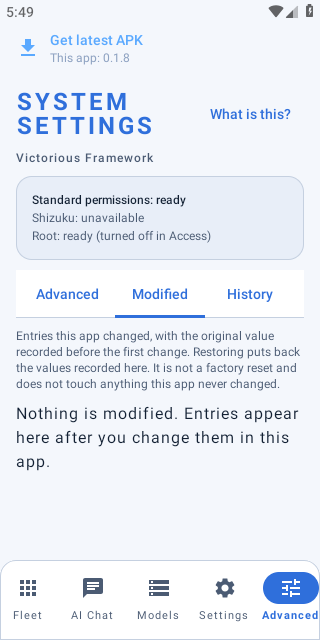 5:49
Get latest APK
This app: 0.1.8
SYSTEM
SETTINGS
What is this?
Victorious Framework
Standard permissions: ready
Shizuku: unavailable
Root: ready (turned off in Access)
Advanced
Modified
History
Entries this app changed, with the original value
recorded before the first change. Restoring puts back
the values recorded here. It is not a factory reset and
does not touch anything this app never changed.
Nothing is modified. Entries appear
here after you change them in this
app.
Fleet
AI Chat
Models
Settings
Advanced